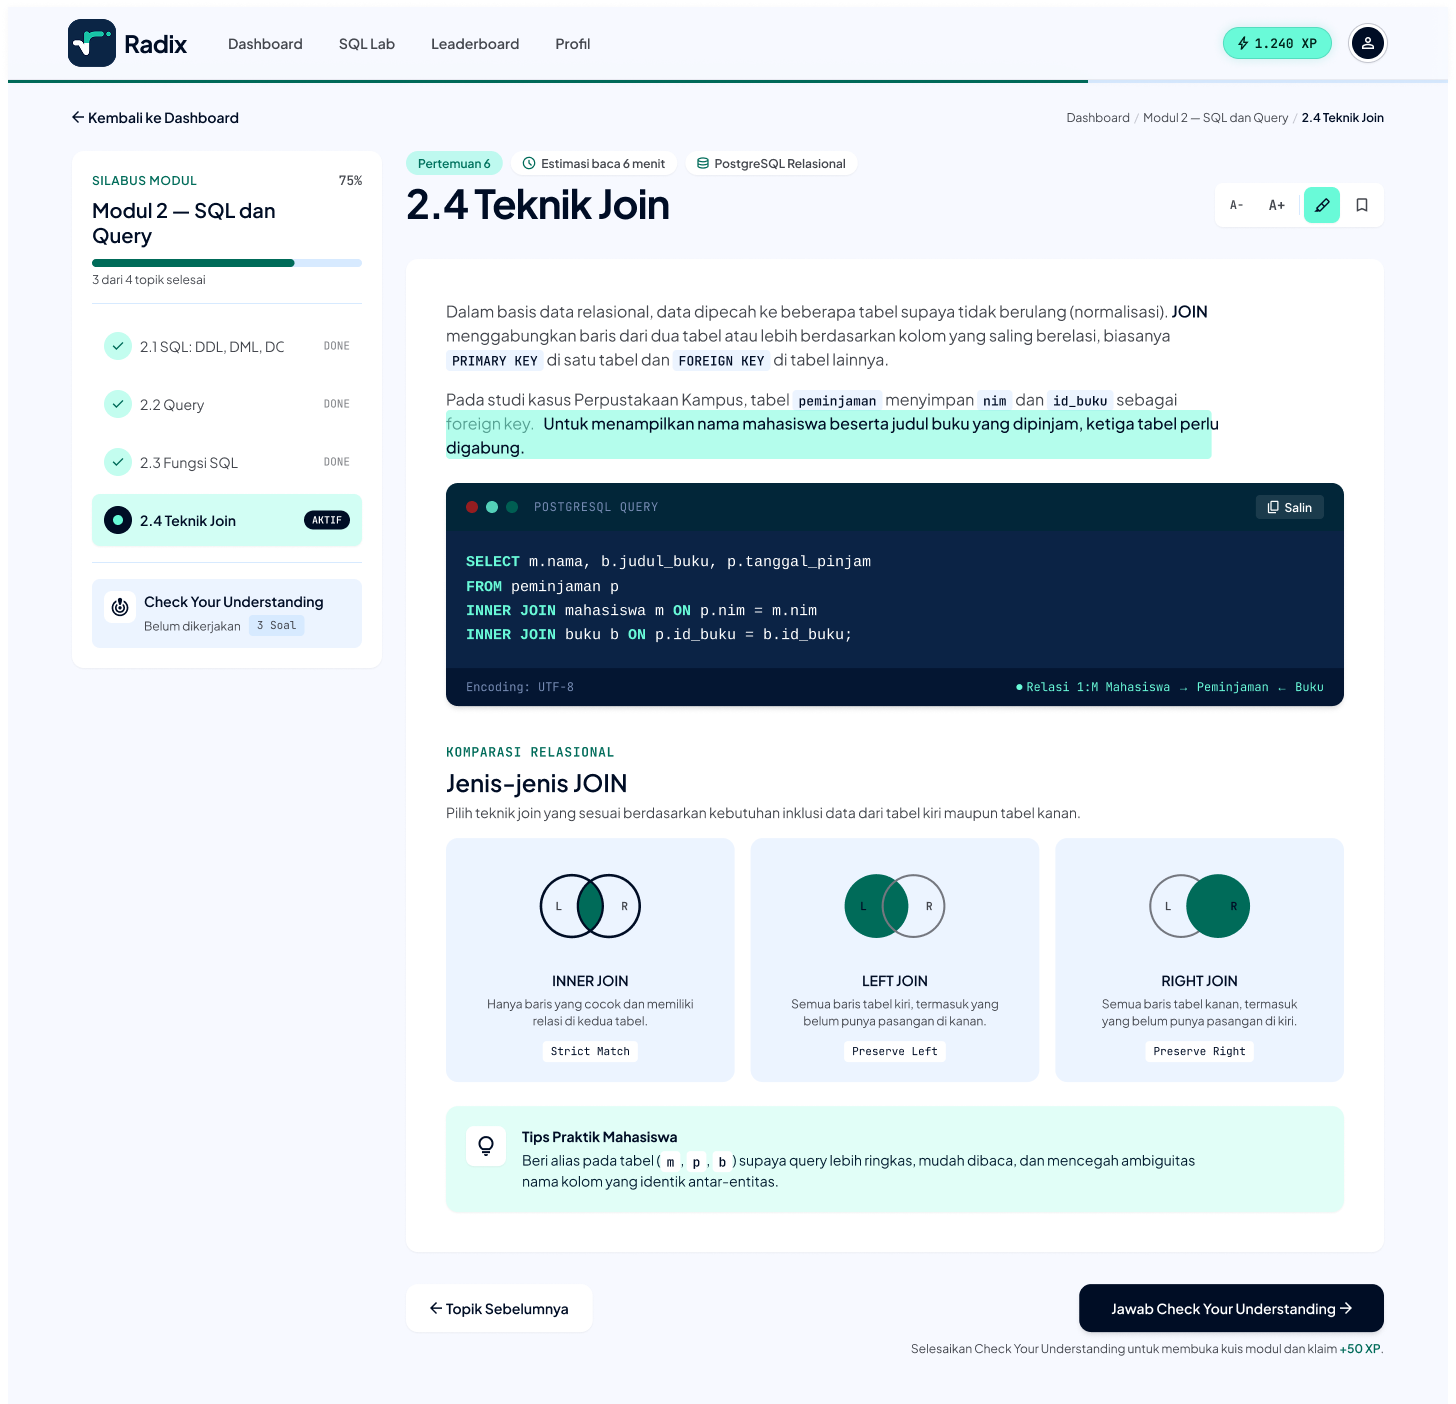 Radix
Dashboard
SQL Lab
Leaderboard
Profil
1.240 XP
← Kembali ke Dashboard
Dashboard / Modul 2 — SQL dan Query / 2.4 Teknik Join
SILABUS MODUL
75%
Modul 2 — SQL dan
Query
3 dari 4 topik selesai
2.1 SQL: DDL, DML, DC
DONE
2.2 Query
DONE
2.3 Fungsi SQL
DONE
2.4 Teknik Join
AKTIF
Check Your Understanding
Belum dikerjakan
3 Soal
Pertemuan 6
Estimasi baca 6 menit
PostgreSQL Relasional
2.4 Teknik Join
A-
A+
Dalam basis data relasional, data dipecah ke beberapa tabel supaya tidak berulang (normalisasi). JOIN
menggabungkan baris dari dua tabel atau lebih berdasarkan kolom yang saling berelasi, biasanya
PRIMARY KEY di satu tabel dan FOREIGN KEY di tabel lainnya.
Pada studi kasus Perpustakaan Kampus, tabel peminjaman menyimpan nim dan id_buku sebagai
foreign key. Untuk menampilkan nama mahasiswa beserta judul buku yang dipinjam, ketiga tabel perlu
digabung.
POSTGRESQL QUERY
Salin
SELECT m.nama, b.judul_buku, p.tanggal_pinjam
FROM peminjaman p
INNER JOIN mahasiswa m ON p.nim = m.nim
INNER JOIN buku b ON p.id_buku = b.id_buku;
Encoding: UTF-8
Relasi 1:M Mahasiswa → Peminjaman ← Buku
KOMPARASI RELASIONAL
Jenis-jenis JOIN
Pilih teknik join yang sesuai berdasarkan kebutuhan inklusi data dari tabel kiri maupun tabel kanan.
L
R
INNER JOIN
Hanya baris yang cocok dan memiliki
relasi di kedua tabel.
Strict Match
L
R
LEFT JOIN
Semua baris tabel kiri, termasuk yang
belum punya pasangan di kanan.
Preserve Left
L
R
RIGHT JOIN
Semua baris tabel kanan, termasuk
yang belum punya pasangan di kiri.
Preserve Right
Tips Praktik Mahasiswa
Beri alias pada tabel ( m , p , b ) supaya query lebih ringkas, mudah dibaca, dan mencegah ambiguitas
nama kolom yang identik antar-entitas.
← Topik Sebelumnya
Jawab Check Your Understanding →
Selesaikan Check Your Understanding untuk membuka kuis modul dan klaim +50 XP.